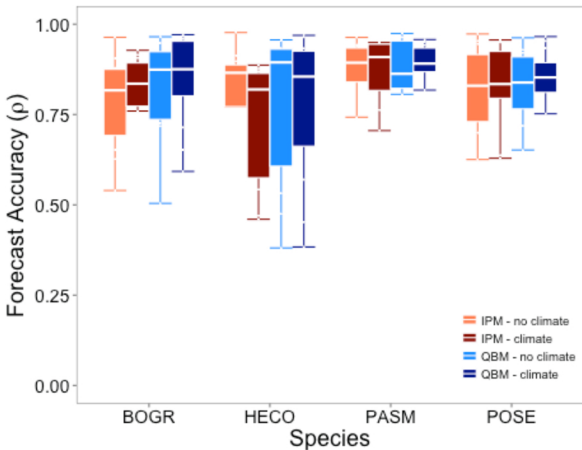 Forecast Accuracy (ρ)
1.00
0.75
0.50
0.25
0.00
IPM - no climate
IPM - climate
QBM - no climate
QBM - climate
BOGR HECO PASM POSE
Species